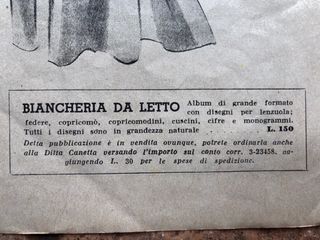 BIANCHERIA DA LETTO Album di grande formato
con disegni per lenzuola;
federe, copricomò, copricomodini, cuscini, cifre e monogrammi.
Tutti i disegni sono in grandezza naturale L. 150
Detta pubblicazione è in vendita ovunque, potrete ordinarla anche
alla Ditta Canetta versando l'importo sul conto corr. 3-23458, ag-
giungendo L. 30 per le spese di spedizione.